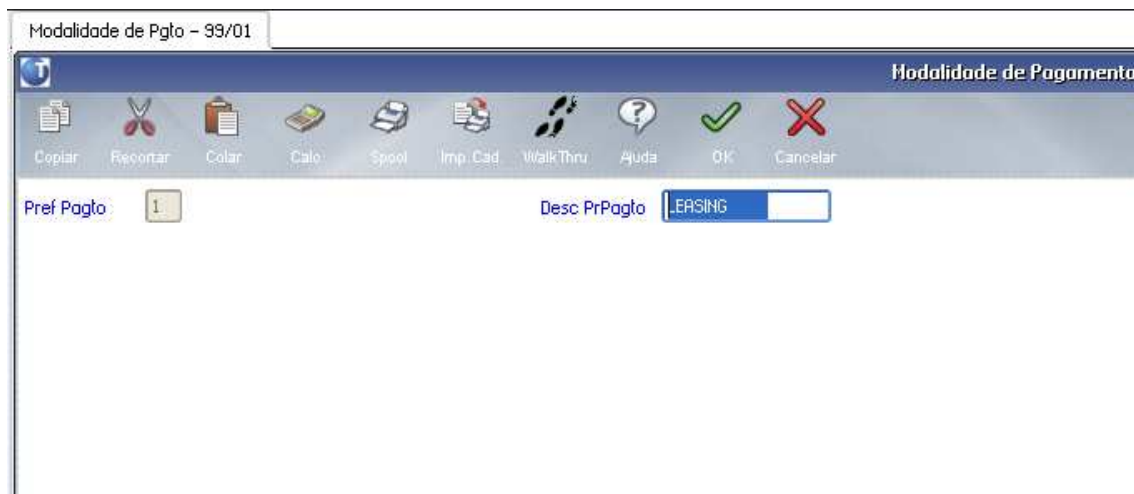 Modalidade de Pgto - 99/01
Modalidade de Pagamento
Copiar Recortar Colar Calc Spool Imp. Cad WalkThru Ajuda OK Cancelar
Pref Pagto 1 Desc PrPagto LEASING